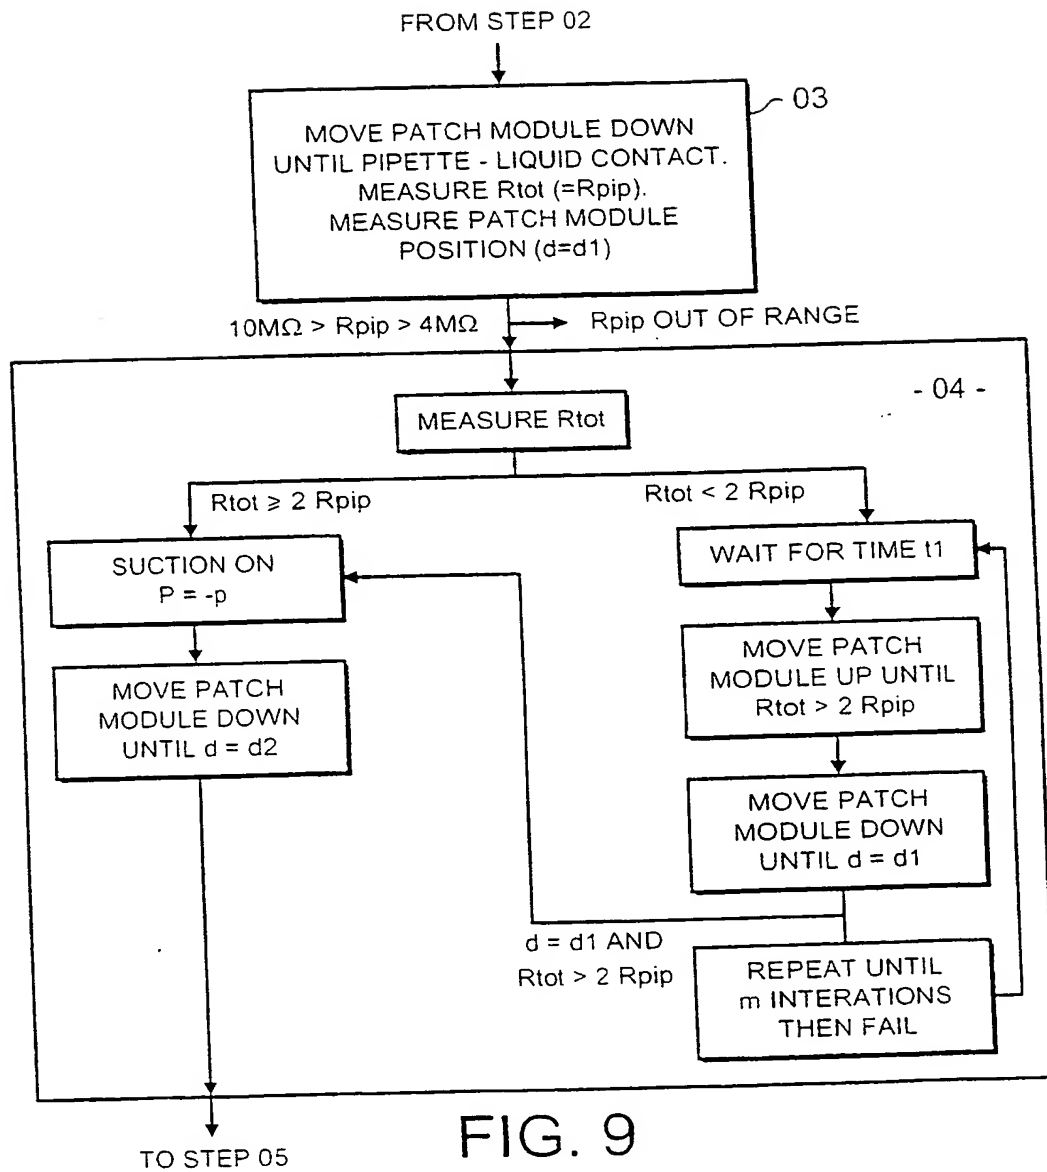 FROM STEP 02
03
MOVE PATCH MODULE DOWN
UNTIL PIPETTE - LIQUID CONTACT.
MEASURE Rtot (=Rpip).
MEASURE PATCH MODULE
POSITION (d=d1)
10MΩ > Rpip > 4MΩ
Rpip OUT OF RANGE
- 04 -
MEASURE Rtot
Rtot ⩾ 2 Rpip
Rtot < 2 Rpip
SUCTION ON
P = -p
WAIT FOR TIME t1
MOVE PATCH
MODULE DOWN
UNTIL d = d2
MOVE PATCH
MODULE UP UNTIL
Rtot > 2 Rpip
MOVE PATCH
MODULE DOWN
UNTIL d = d1
d = d1 AND
Rtot > 2 Rpip
REPEAT UNTIL
m INTERATIONS
THEN FAIL
TO STEP 05
FIG. 9